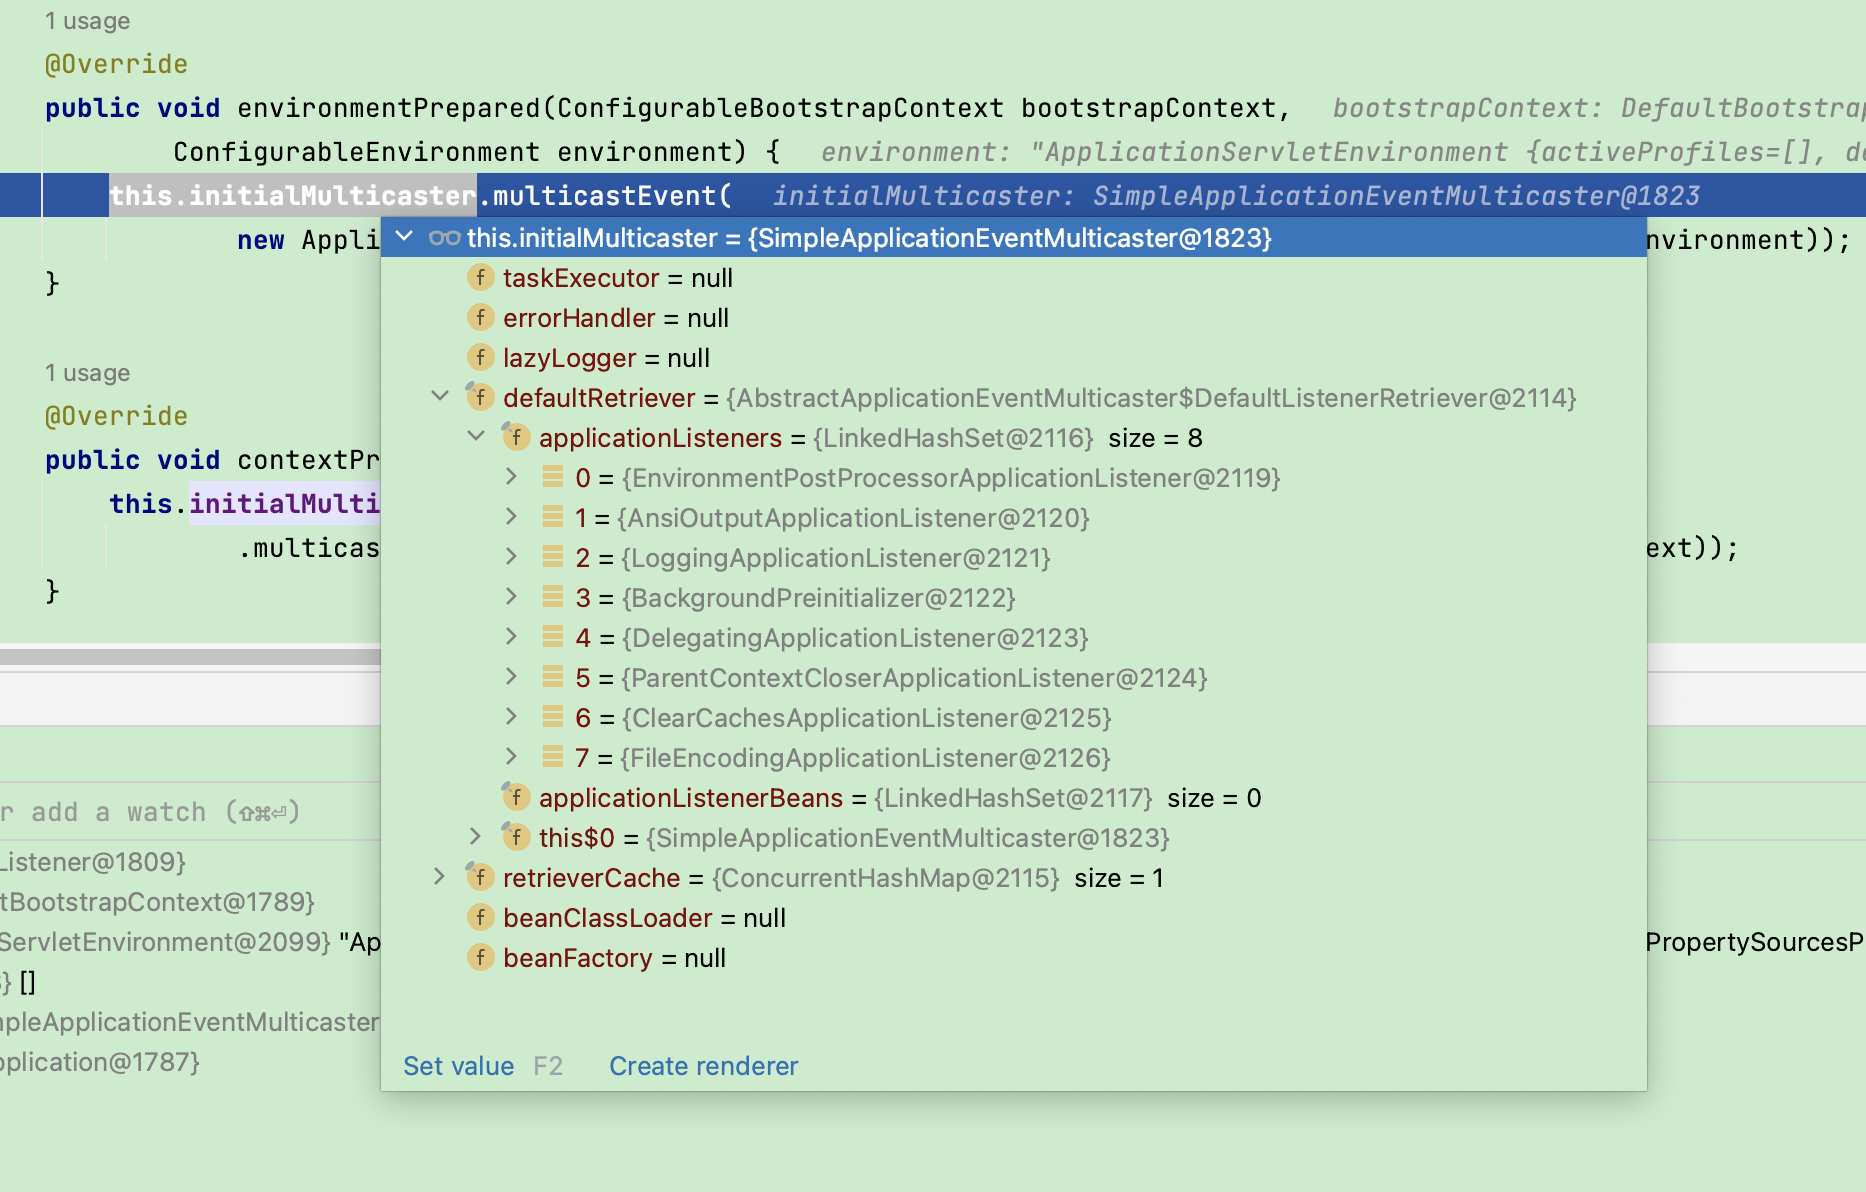 1 usage
@Override
public void environmentPrepared(ConfigurableBootstrapContext bootstrapContext, bootstrapContext: DefaultBootstrap
ConfigurableEnvironment environment) { environment: "ApplicationServletEnvironment {activeProfiles=[], de
this.initialMulticaster.multicastEvent( initialMulticaster: SimpleApplicationEventMulticaster@1823
new Appli nvironment));
this.initialMulticaster = {SimpleApplicationEventMulticaster@1823}
f taskExecutor = null
}
f errorHandler = null
f lazyLogger = null
1 usage
f defaultRetriever = {AbstractApplicationEventMulticaster$DefaultListenerRetriever@2114}
@Override
f applicationListeners = {LinkedHashSet@2116} size = 8
public void contextPr
0 = {EnvironmentPostProcessorApplicationListener@2119}
this.initialMulti
1 = {AnsiOutputApplicationListener@2120}
.multicas ext));
2 = {LoggingApplicationListener@2121}
}
3 = {BackgroundPreinitializer@2122}
4 = {DelegatingApplicationListener@2123}
5 = {ParentContextCloserApplicationListener@2124}
6 = {ClearCachesApplicationListener@2125}
7 = {FileEncodingApplicationListener@2126}
f applicationListenerBeans = {LinkedHashSet@2117} size = 0
f this$0 = {SimpleApplicationEventMulticaster@1823}
f retrieverCache = {ConcurrentHashMap@2115} size = 1
f beanClassLoader = null
f beanFactory = null
Set value F2 Create renderer
r add a watch (⇧⌘⏎)
Listener@1809}
tBootstrapContext@1789}
ServletEnvironment@2099} "Ap PropertySourcesP
} []
pleApplicationEventMulticaster
pplication@1787}